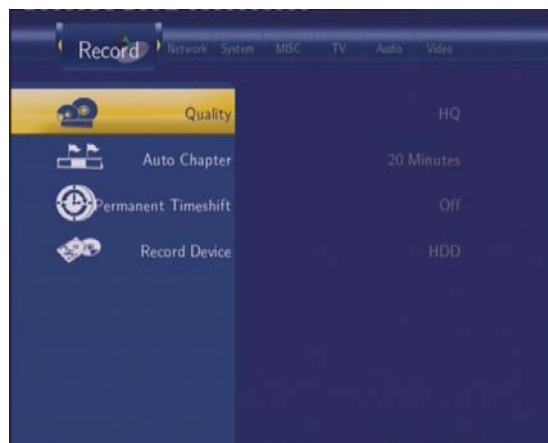 Record Network System MISC TV Audio Video
Quality HQ
Auto Chapter 20 Minutes
Permanent Timeshift Off
Record Device HDD